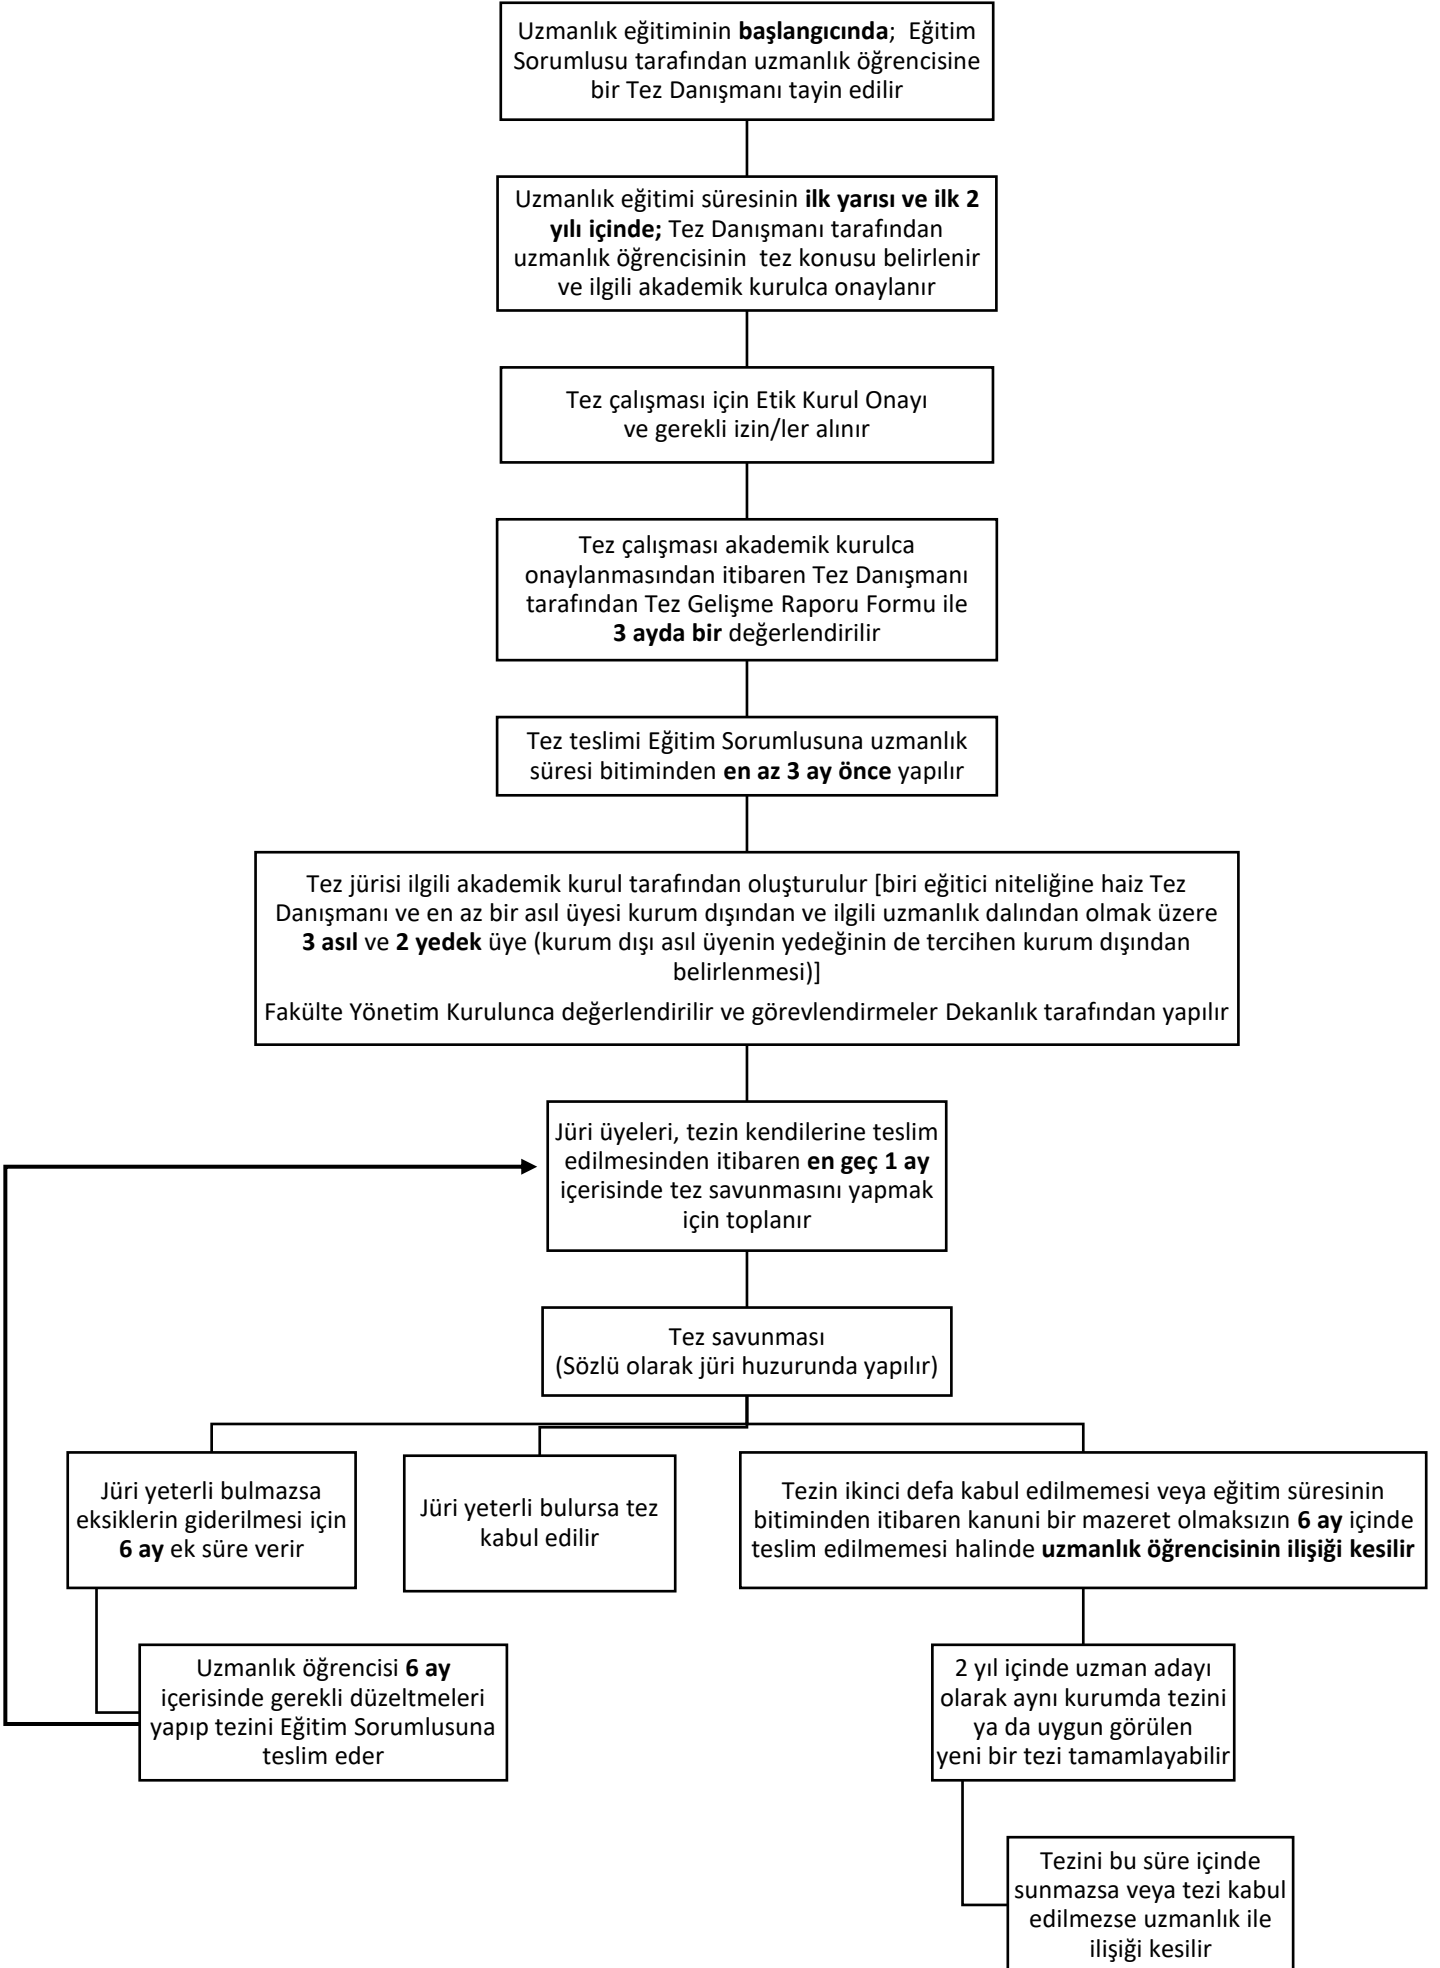 Uzmanlık eğitiminin başlangıcında; Eğitim
Sorumlusu tarafından uzmanlık öğrencisine
bir Tez Danışmanı tayin edilir
Uzmanlık eğitimi süresinin ilk yarısı ve ilk 2
yılı içinde; Tez Danışmanı tarafından
uzmanlık öğrencisinin tez konusu belirlenir
ve ilgili akademik kurulca onaylanır
Tez çalışması için Etik Kurul Onayı
ve gerekli izin/ler alınır
Tez çalışması akademik kurulca
onaylanmasından itibaren Tez Danışmanı
tarafından Tez Gelişme Raporu Formu ile
3 ayda bir değerlendirilir
Tez teslimi Eğitim Sorumlusuna uzmanlık
süresi bitiminden en az 3 ay önce yapılır
Tez jürisi ilgili akademik kurul tarafından oluşturulur [biri eğitici niteliğine haiz Tez
Danışmanı ve en az bir asıl üyesi kurum dışından ve ilgili uzmanlık dalından olmak üzere
3 asıl ve 2 yedek üye (kurum dışı asıl üyenin yedeğinin de tercihen kurum dışından
belirlenmesi)]
Fakülte Yönetim Kurulunca değerlendirilir ve görevlendirmeler Dekanlık tarafından yapılır
Jüri üyeleri, tezin kendilerine teslim
edilmesinden itibaren en geç 1 ay
içerisinde tez savunmasını yapmak
için toplanır
Tez savunması
(Sözlü olarak jüri huzurunda yapılır)
Jüri yeterli bulmazsa
eksiklerin giderilmesi için
6 ay ek süre verir
Jüri yeterli bulursa tez
kabul edilir
Tezin ikinci defa kabul edilmemesi veya eğitim süresinin
bitiminden itibaren kanuni bir mazeret olmaksızın 6 ay içinde
teslim edilmemesi halinde uzmanlık öğrencisinin ilişiği kesilir
Uzmanlık öğrencisi 6 ay
içerisinde gerekli düzeltmeleri
yapıp tezini Eğitim Sorumlusuna
teslim eder
2 yıl içinde uzman adayı
olarak aynı kurumda tezini
ya da uygun görülen
yeni bir tezi tamamlayabilir
Tezini bu süre içinde
sunmazsa veya tezi kabul
edilmezse uzmanlık ile
ilişiği kesilir